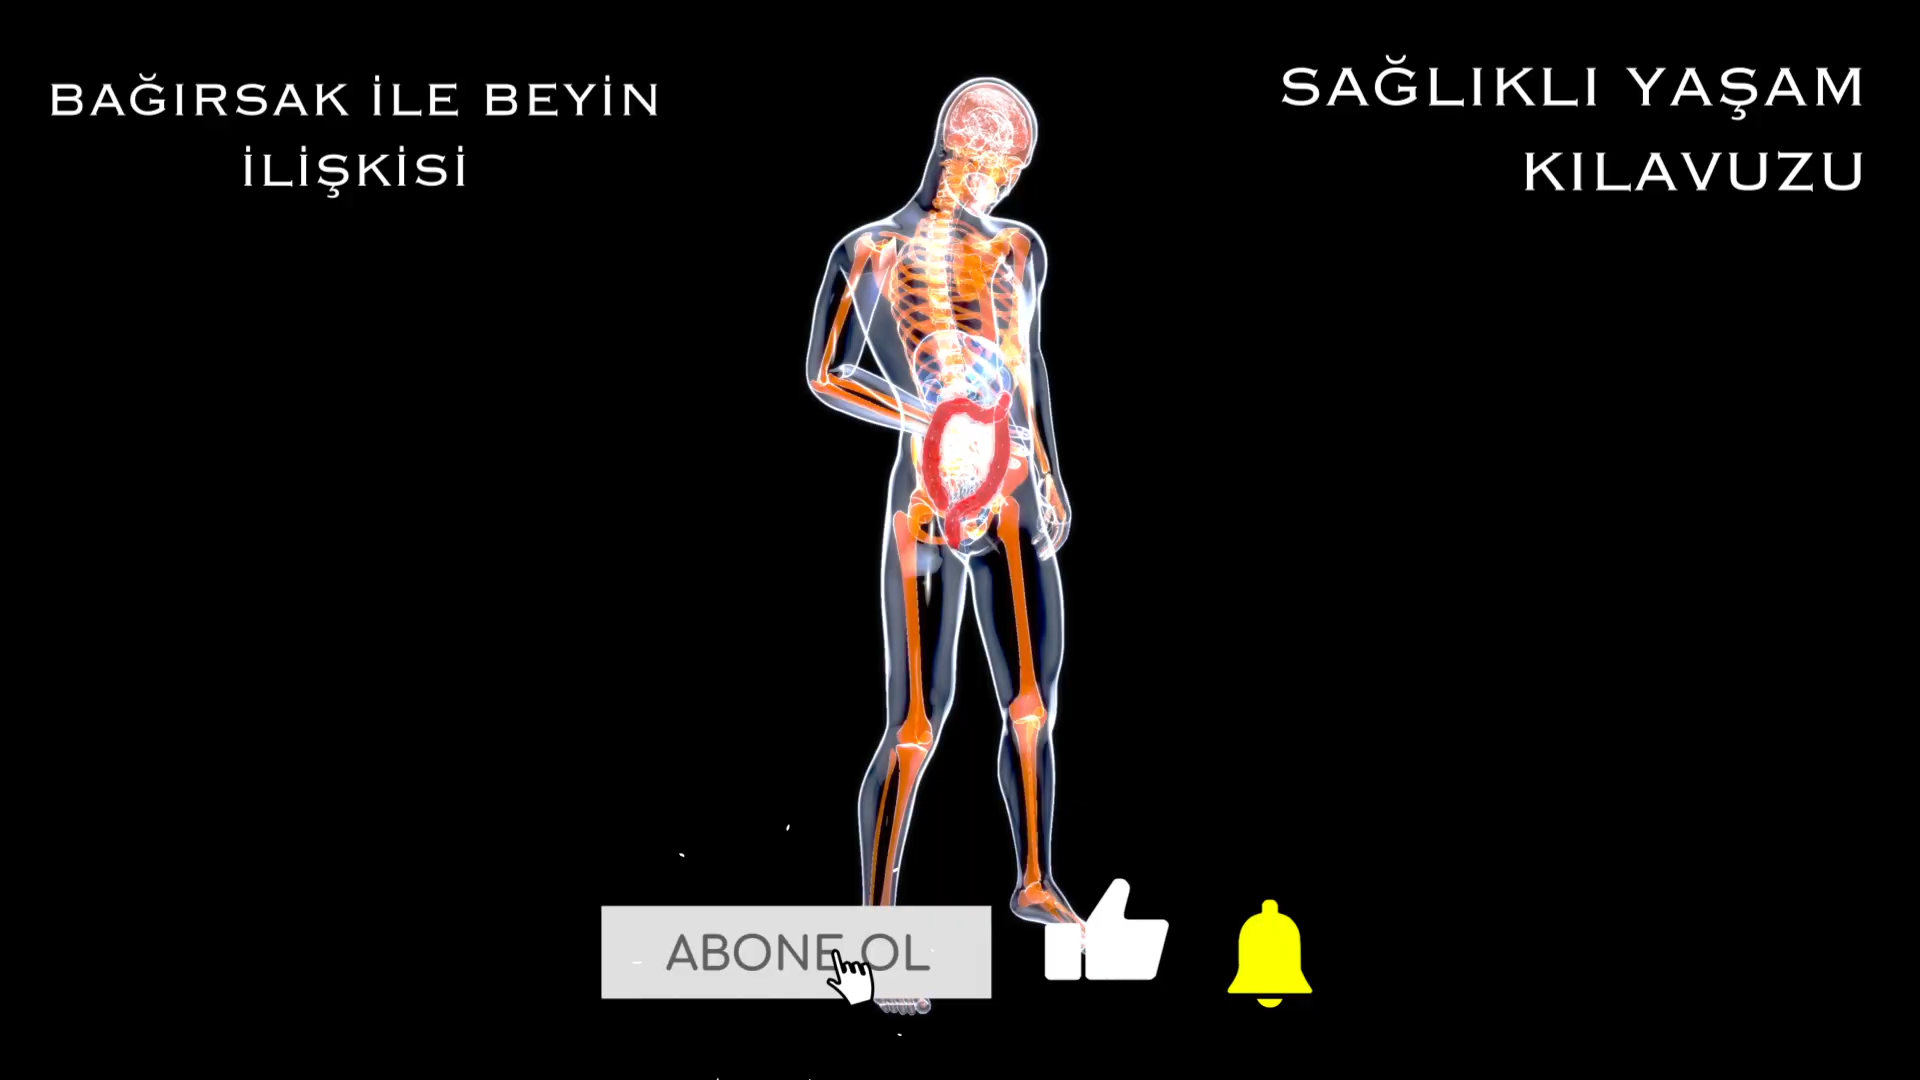 BAĞIRSAK İLE BEYİN
İLİŞKİSİ
SAĞLIKLI YAŞAM
KILAVUZU
ABONE OL